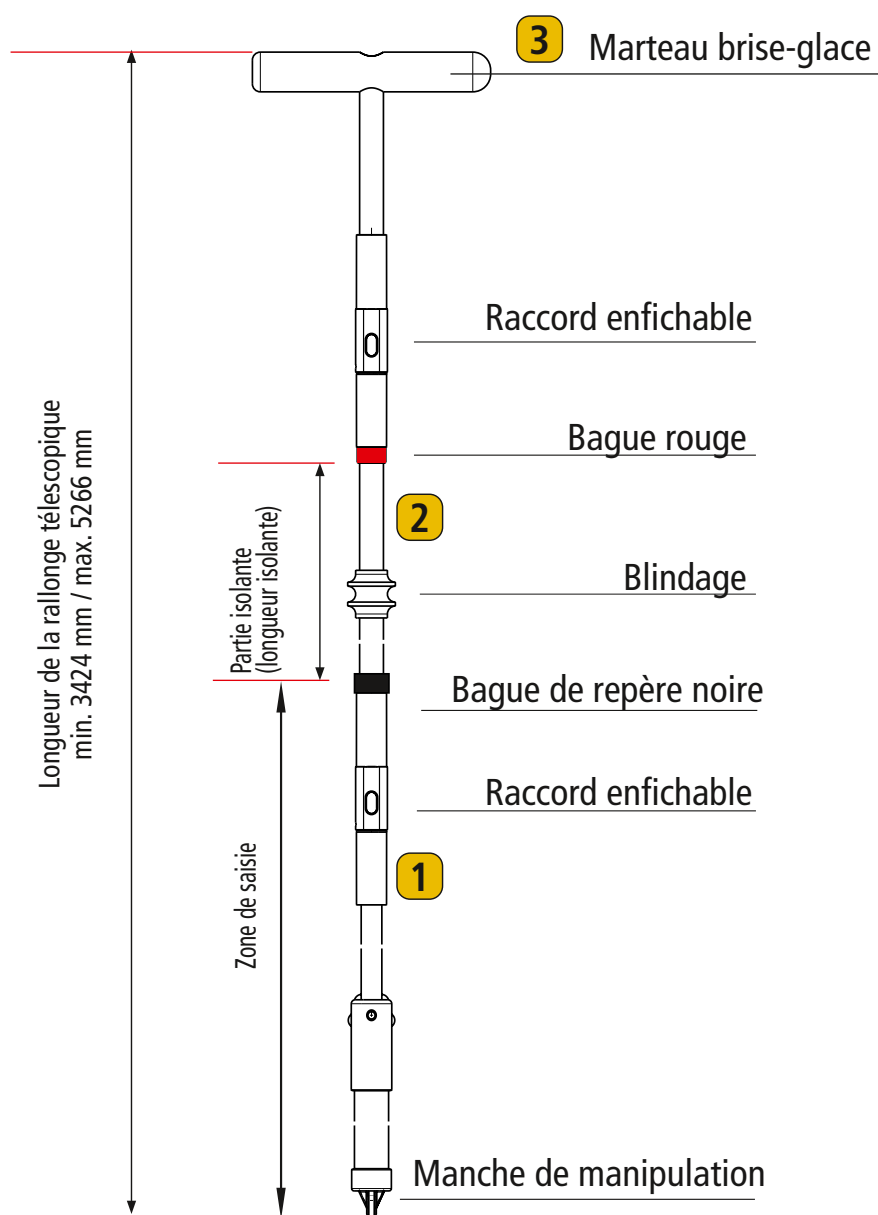 3 Marteau brise-glace
Raccord enfichable
Bague rouge
2
Blindage
Bague de repère noire
Raccord enfichable
1
Manche de manipulation
Longueur de la rallonge télescopique
min. 3424 mm / max. 5266 mm
Partie isolante
(longueur isolante)
Zone de saisie